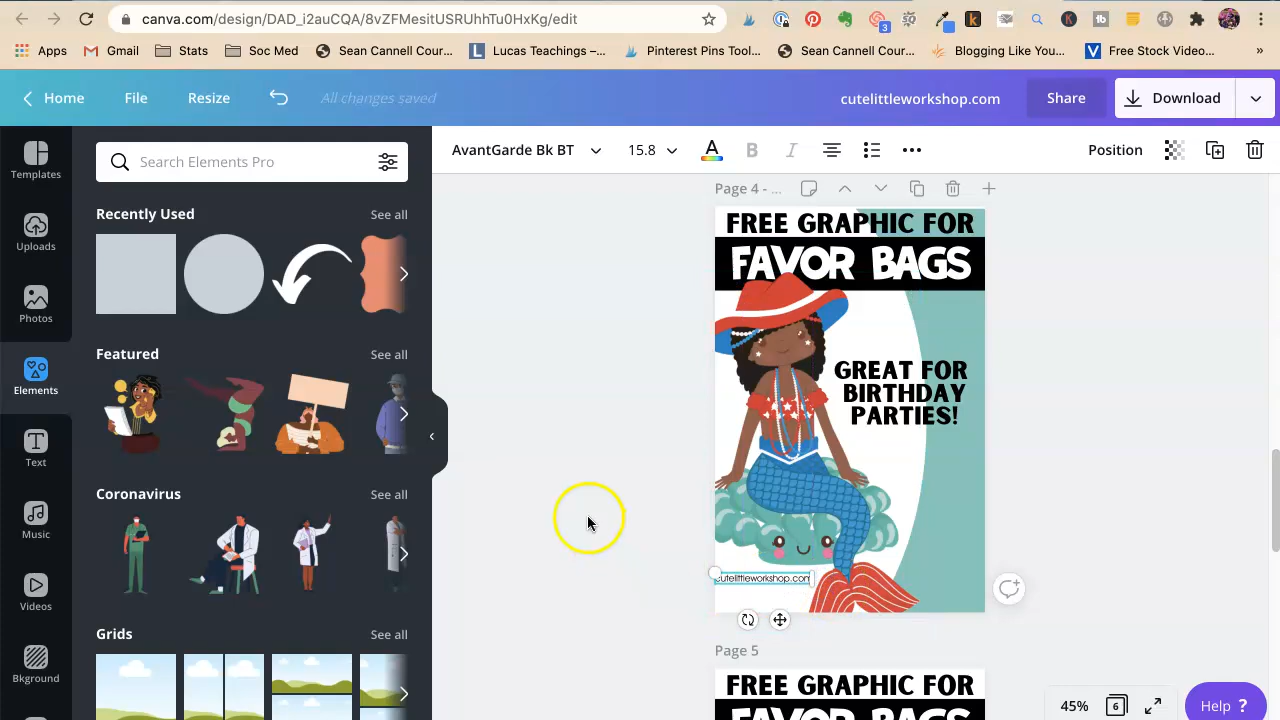 canva.com/design/DAD_i2auCQA/8vZFMesitUSRUhhTu0HxKg/edit
3
Apps
Gmail
Stats
Soc Med
Sean Cannell Cour...
Lucas Teachings –...
Pinterest Pins Tool...
Sean Cannell Cour...
Blogging Like You...
Free Stock Video...
»
Home
File
Resize
All changes saved
cutelittleworkshop.com
Share
Download
Templates
Uploads
Photos
Elements
Text
Music
Videos
Bkground
Search Elements Pro
Recently Used
See all
Featured
See all
Coronavirus
See all
Grids
See all
AvantGarde Bk BT
15.8
A
B
I
Position
Page 4 - ...
FREE GRAPHIC FOR
FAVOR BAGS
GREAT FOR
BIRTHDAY
PARTIES!
cutelittleworkshop.com
Page 5
FREE GRAPHIC FOR
FAVOR BAGS
45%
6
Help ?